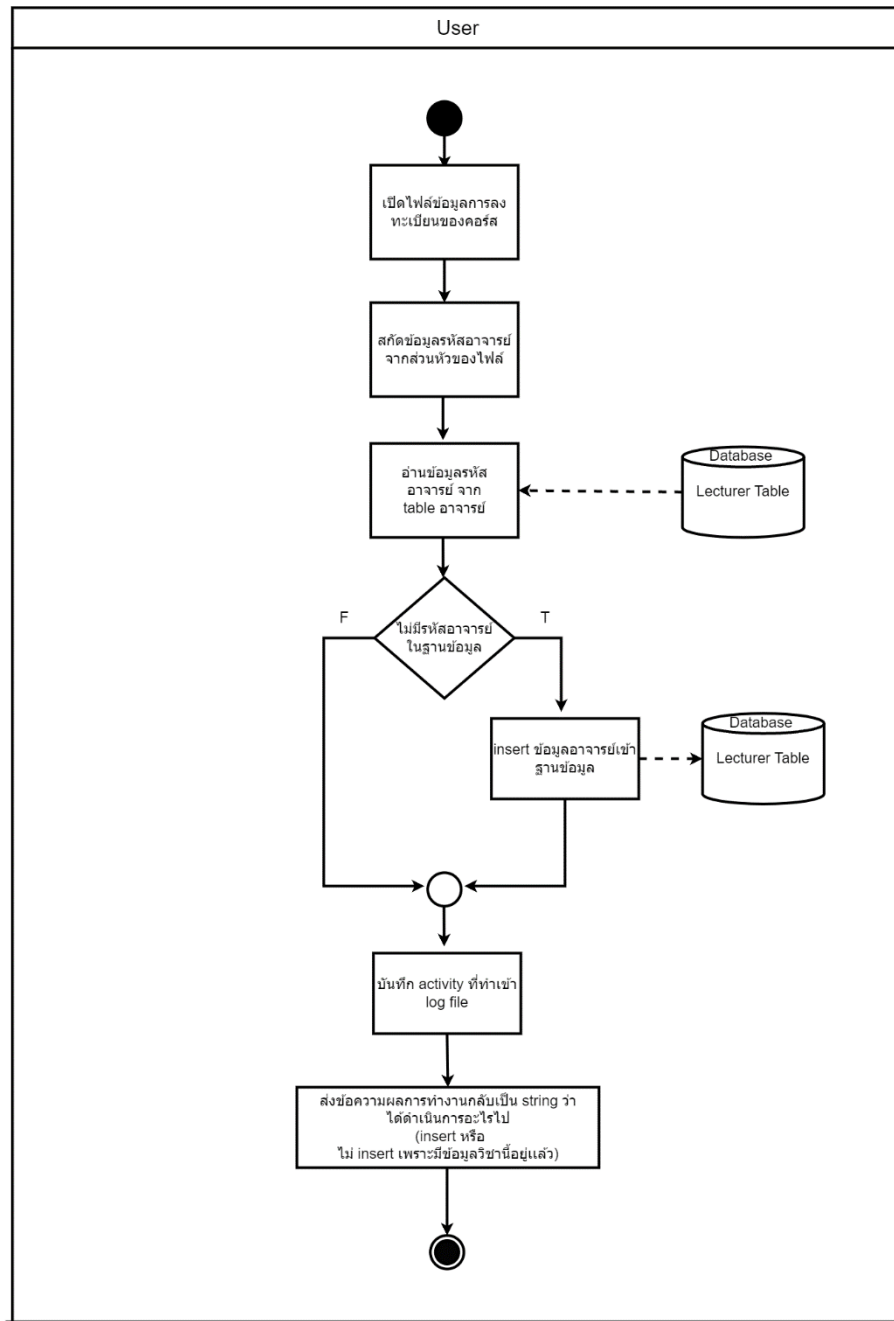 User
เปิดไฟล์ข้อมูลการลง
ทะเบียนของคอร์ส
สกัดข้อมูลรหัสอาจารย์
จากส่วนหัวของไฟล์
อ่านข้อมูลรหัส
อาจารย์ จาก
table อาจารย์
Database
Lecturer Table
F
ไม่มีรหัสอาจารย์
ในฐานข้อมูล
T
insert ข้อมูลอาจารย์เข้า
ฐานข้อมูล
Database
Lecturer Table
บันทึก activity ที่ทำเข้า
log file
ส่งข้อความผลการทำงานกลับเป็น string ว่า
ได้ดำเนินการอะไรไป
(insert หรือ
ไม่ insert เพราะมีข้อมูลวิชานี้อยู่แล้ว)